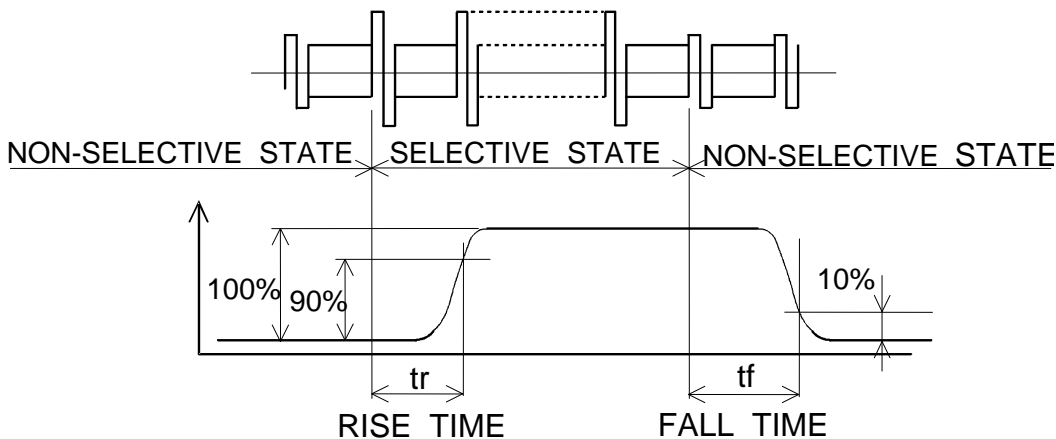 NON-SELECTIVE STATE
SELECTIVE STATE
NON-SELECTIVE STATE
100%
90%
10%
tr
tf
RISE TIME
FALL TIME